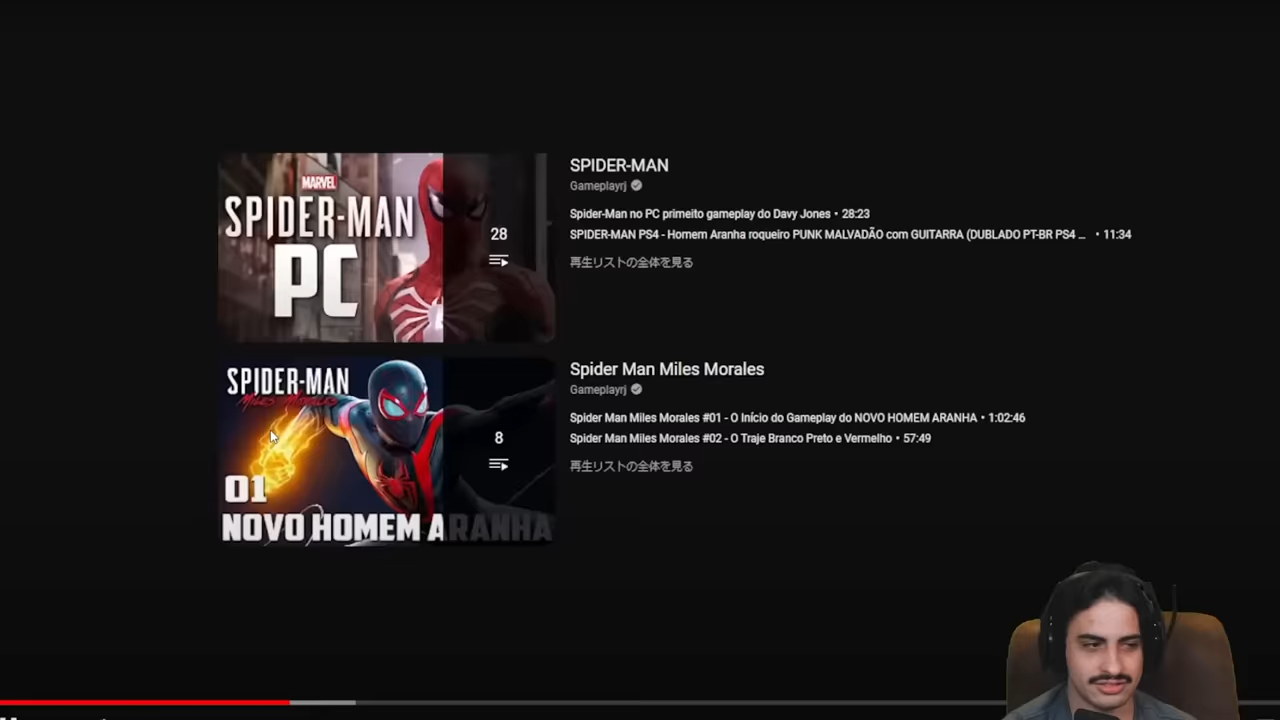 MARVEL
SPIDER-MAN
PC
28
SPIDER-MAN
Gameplayrj
Spider-Man no PC primeito gameplay do Davy Jones • 28:23
SPIDER-MAN PS4 - Homem Aranha roqueiro PUNK MALVADÃO com GUITARRA (DUBLADO PT-BR PS4 ... • 11:34
再生リストの全体を見る
SPIDER-MAN
MILES MORALES
01
NOVO HOMEM ARANHA
8
Spider Man Miles Morales
Gameplayrj
Spider Man Miles Morales #01 - O Início do Gameplay do NOVO HOMEM ARANHA • 1:02:46
Spider Man Miles Morales #02 - O Traje Branco Preto e Vermelho • 57:49
再生リストの全体を見る